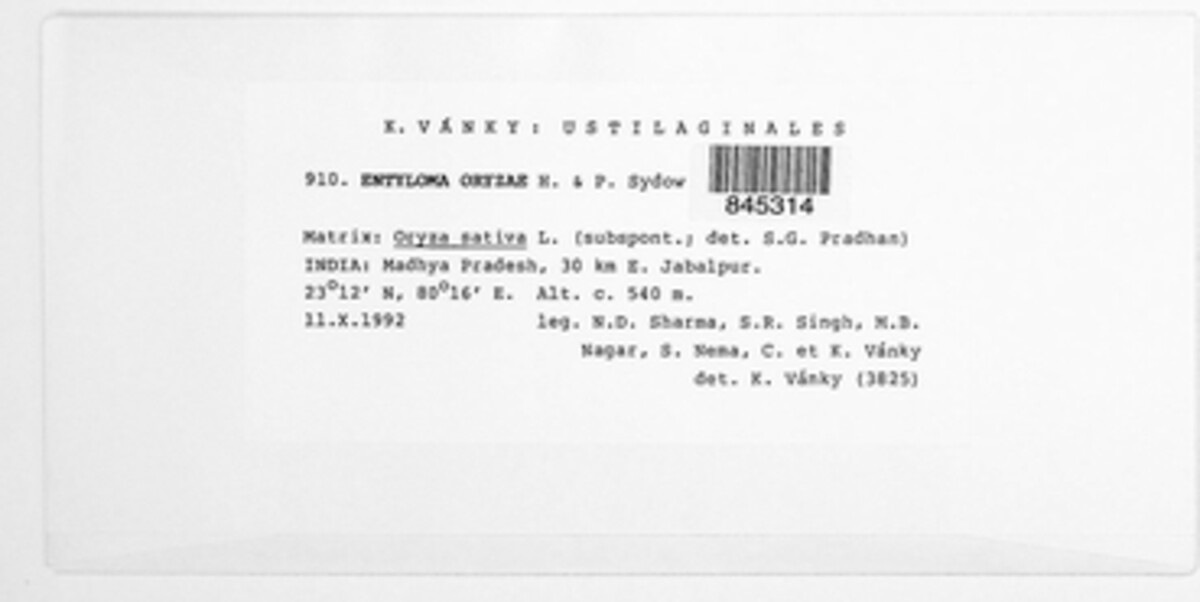 K. VÁNKY: USTILAGINALES
910. ENTYLOMA ORYZAE H. & P. Sydow
845314
Matrix: Oryza sativa L. (subspont.; det. S.G. Pradhan)
INDIA: Madhya Pradesh, 30 km E. Jabalpur.
23°12' N, 80°16' E. Alt. c. 540 m.
11.X.1992 leg. N.D. Sharma, S.R. Singh, M.B.
Nagar, S. Nema, C. et K. Vánky
det. K. Vánky (3825)